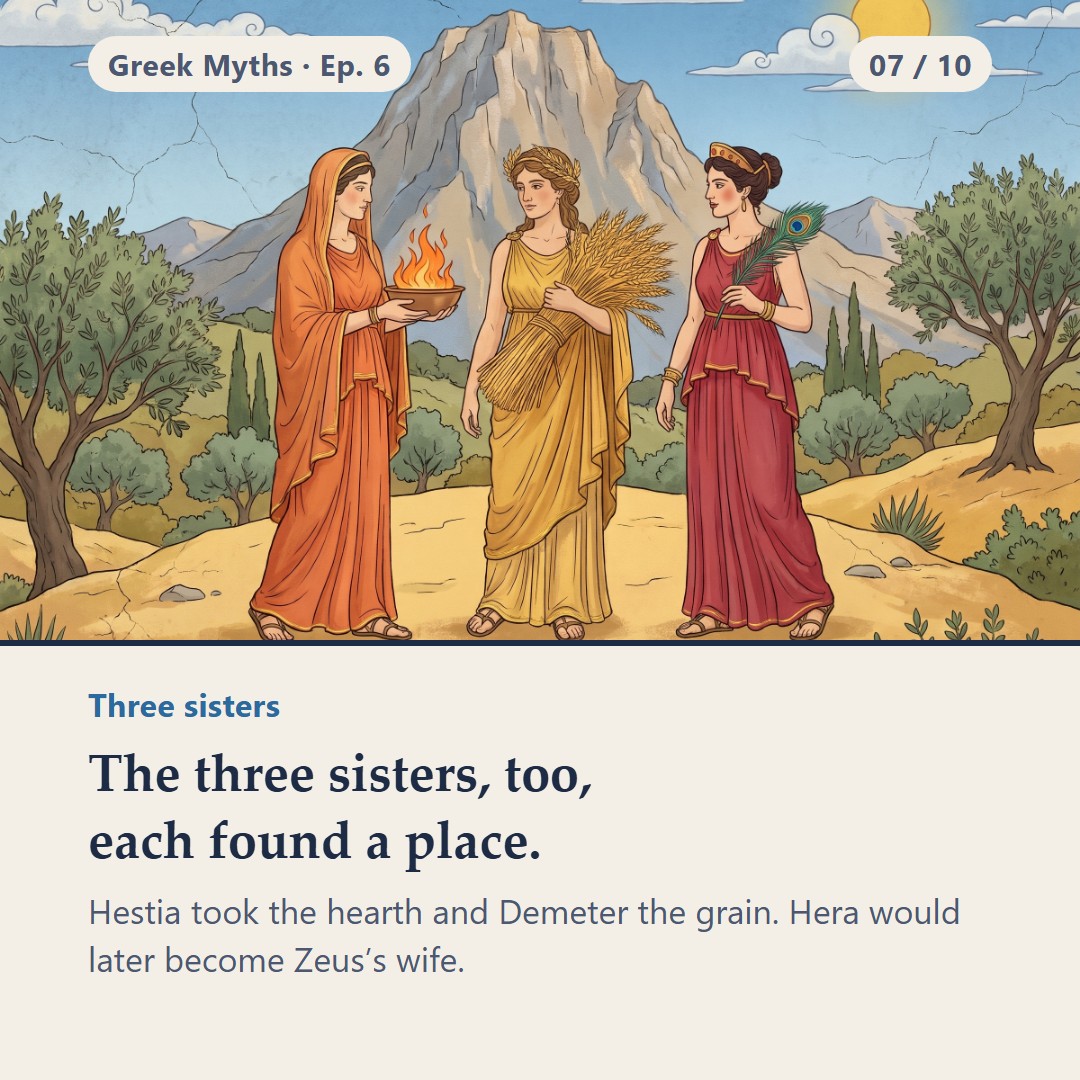 Greek Myths · Ep. 6
07 / 10
Three sisters
The three sisters, too,
each found a place.
Hestia took the hearth and Demeter the grain. Hera would
later become Zeus’s wife.